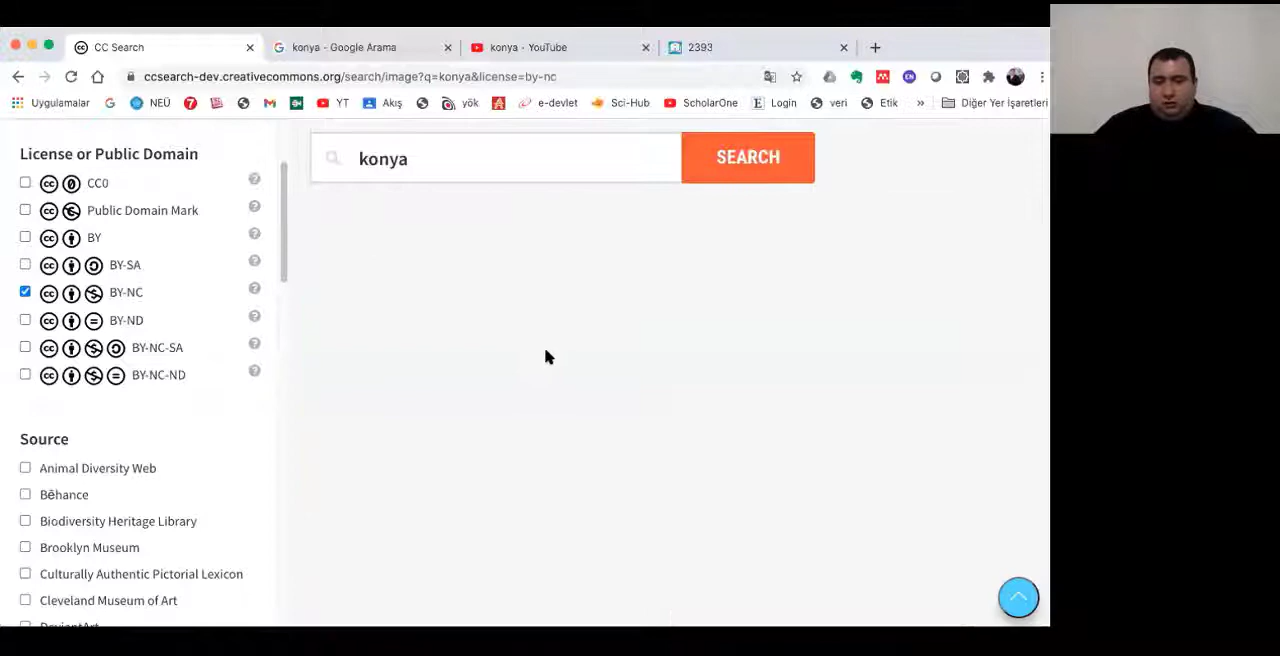 CC Search
konya - Google Arama
konya - YouTube
2393
ccsearch-dev.creativecommons.org/search/image?q=konya&license=by-nc
Uygulamalar
NEÜ
YT
Akış
yök
e-devlet
Sci-Hub
ScholarOne
Login
veri
Etik
»
Diğer Yer İşaretleri
License or Public Domain
konya
SEARCH
CC0
Public Domain Mark
BY
BY-SA
BY-NC
BY-ND
BY-NC-SA
BY-NC-ND
Source
Animal Diversity Web
Bēhance
Biodiversity Heritage Library
Brooklyn Museum
Culturally Authentic Pictorial Lexicon
Cleveland Museum of Art
DeviantArt